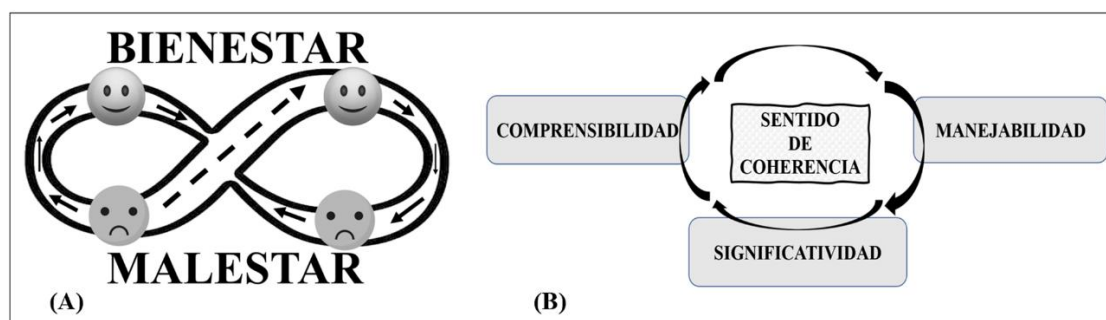 BIENESTAR
MALESTAR
(A)
COMPRENSIBILIDAD
SENTIDO
DE
COHERENCIA
MANEJABILIDAD
SIGNIFICATIVIDAD
(B)